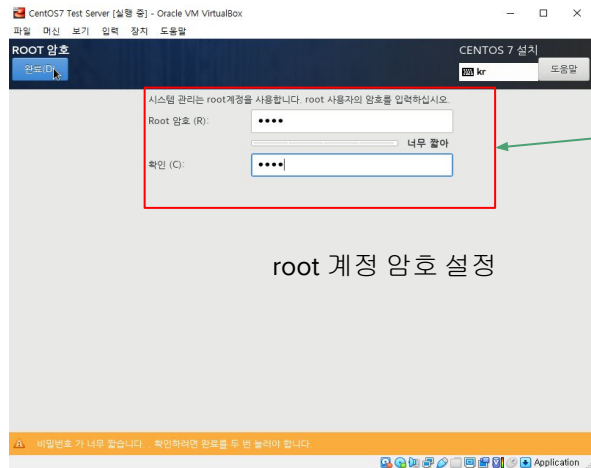 CentOS7 Test Server [실행 중] - Oracle VM VirtualBox
파일 머신 보기 입력 장치 도움말
ROOT 암호
CENTOS 7 설치
완료(D)
kr
도움말
시스템 관리는 root계정을 사용합니다. root 사용자의 암호를 입력하십시오.
Root 암호 (R):
너무 짧아
확인 (C):
root 계정 암호 설정
비밀번호 가 너무 짧습니다. . 확인하려면 완료를 두 번 눌러야 합니다.
Application